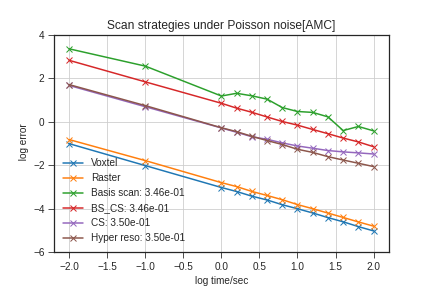 Scan strategies under Poisson noise[AMC]
4
2
0
−2
−4
−6
log error
Voxtel
Raster
Basis scan: 3.46e-01
BS_CS: 3.46e-01
CS: 3.50e-01
Hyper reso: 3.50e-01
−2.0 −1.5 −1.0 −0.5 0.0 0.5 1.0 1.5 2.0
log time/sec